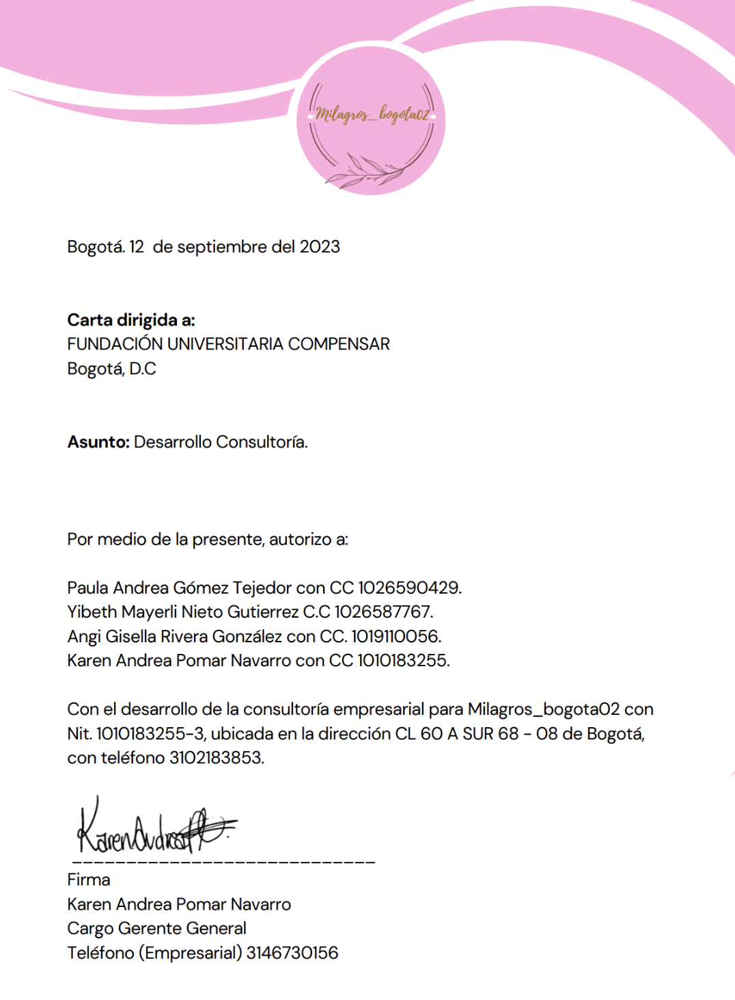 Milagros_bogota02
Bogotá. 12 de septiembre del 2023
Carta dirigida a:
FUNDACIÓN UNIVERSITARIA COMPENSAR
Bogotá, D.C
Asunto: Desarrollo Consultoría.
Por medio de la presente, autorizo a:
Paula Andrea Gómez Tejedor con CC 1026590429.
Yibeth Mayerli Nieto Gutierrez C.C 1026587767.
Angi Gisella Rivera González con CC. 1019110056.
Karen Andrea Pomar Navarro con CC 1010183255.
Con el desarrollo de la consultoría empresarial para Milagros_bogota02 con
Nit. 1010183255-3, ubicada en la dirección CL 60 A SUR 68 - 08 de Bogotá,
con teléfono 3102183853.
Karen Andrea
____________________________
Firma
Karen Andrea Pomar Navarro
Cargo Gerente General
Teléfono (Empresarial) 3146730156